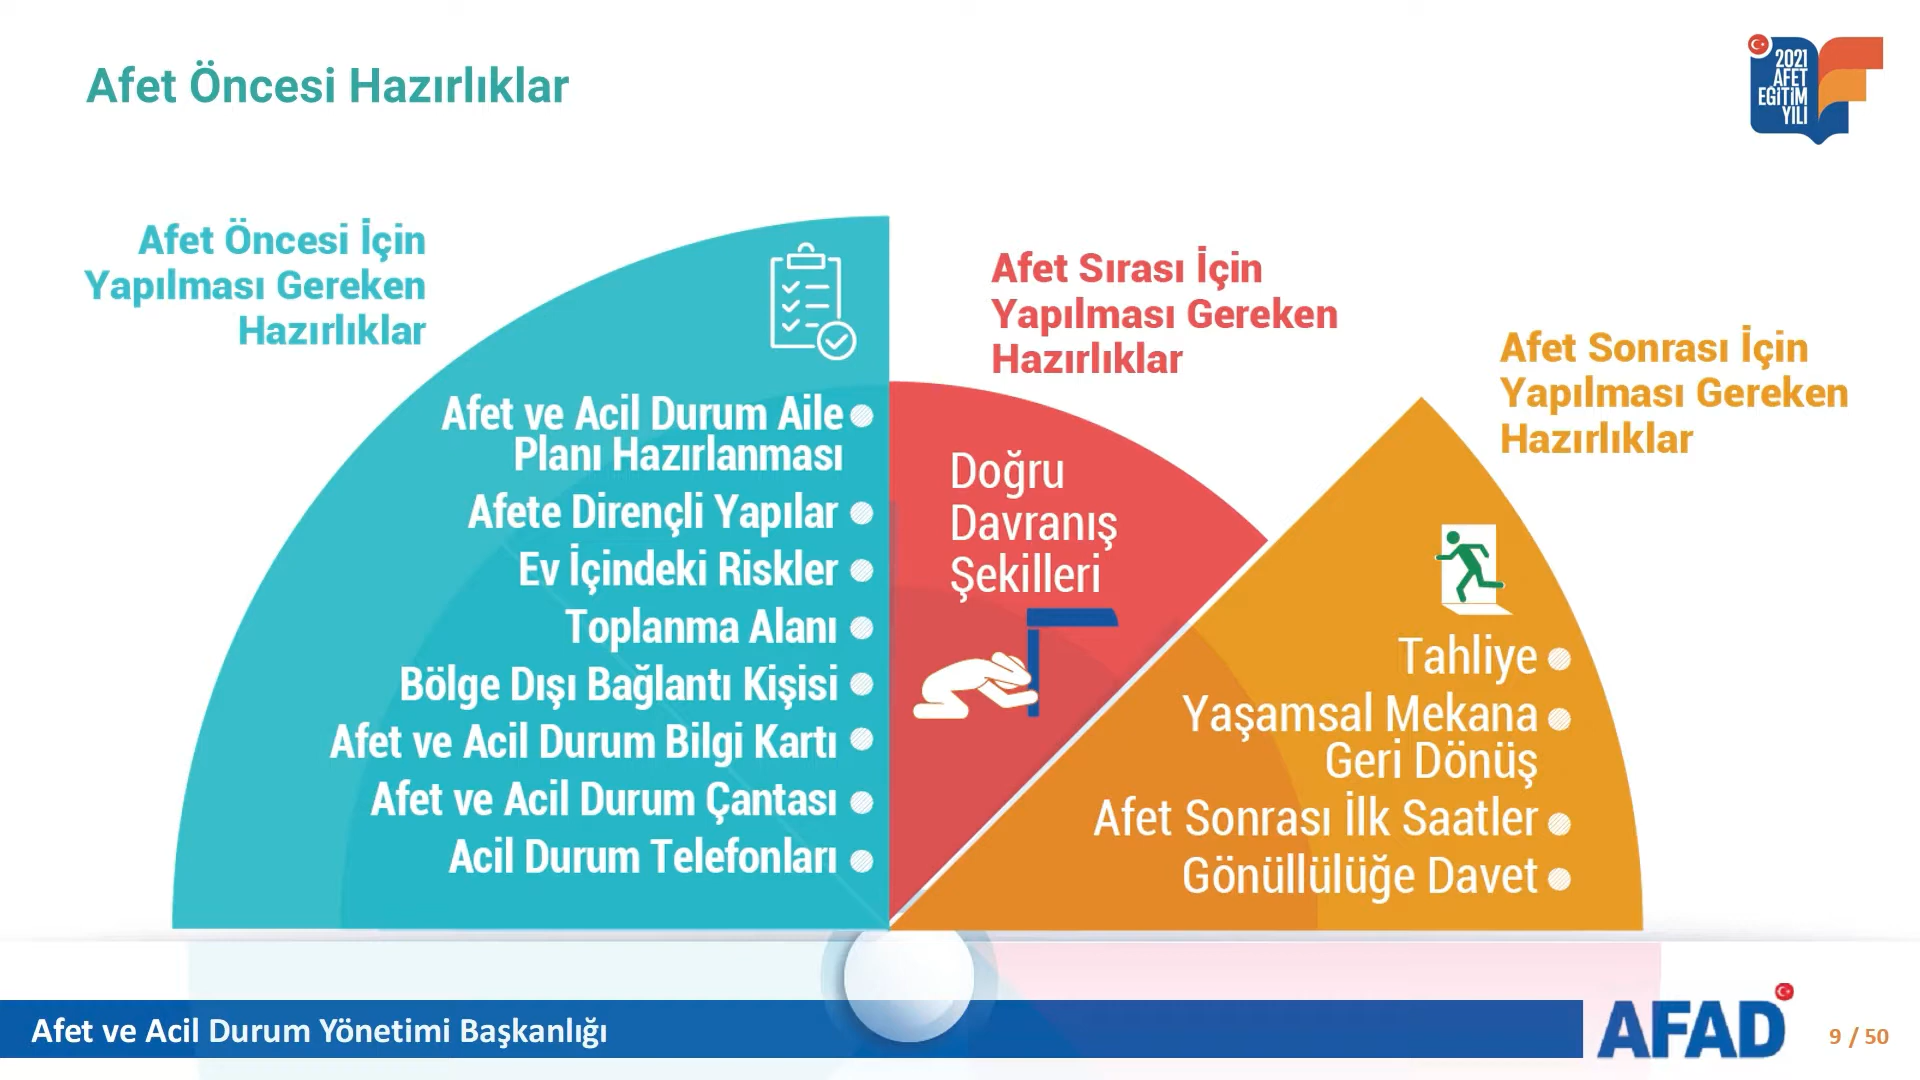 Afet Öncesi Hazırlıklar
2021
AFET
EĞİTİM
YILI
Afet Öncesi İçin
Yapılması Gereken
Hazırlıklar
Afet ve Acil Durum Aile
Planı Hazırlanması
Afete Dirençli Yapılar
Ev İçindeki Riskler
Toplanma Alanı
Bölge Dışı Bağlantı Kişisi
Afet ve Acil Durum Bilgi Kartı
Afet ve Acil Durum Çantası
Acil Durum Telefonları
Afet Sırası İçin
Yapılması Gereken
Hazırlıklar
Doğru
Davranış
Şekilleri
Afet Sonrası İçin
Yapılması Gereken
Hazırlıklar
Tahliye
Yaşamsal Mekana
Geri Dönüş
Afet Sonrası İlk Saatler
Gönüllülüğe Davet
Afet ve Acil Durum Yönetimi Başkanlığı
AFAD
9 / 50